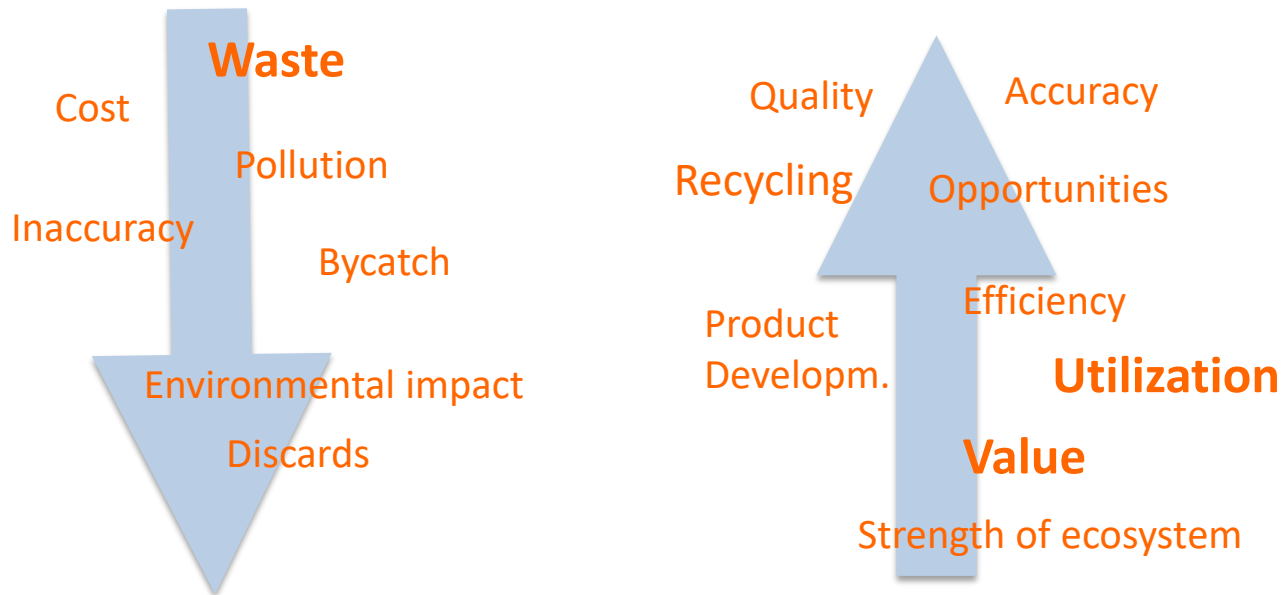 Waste
Cost
Pollution
Inaccuracy
Bycatch
Environmental impact
Discards
Quality
Accuracy
Recycling
Opportunities
Efficiency
Product
Developm.
Utilization
Value
Strength of ecosystem